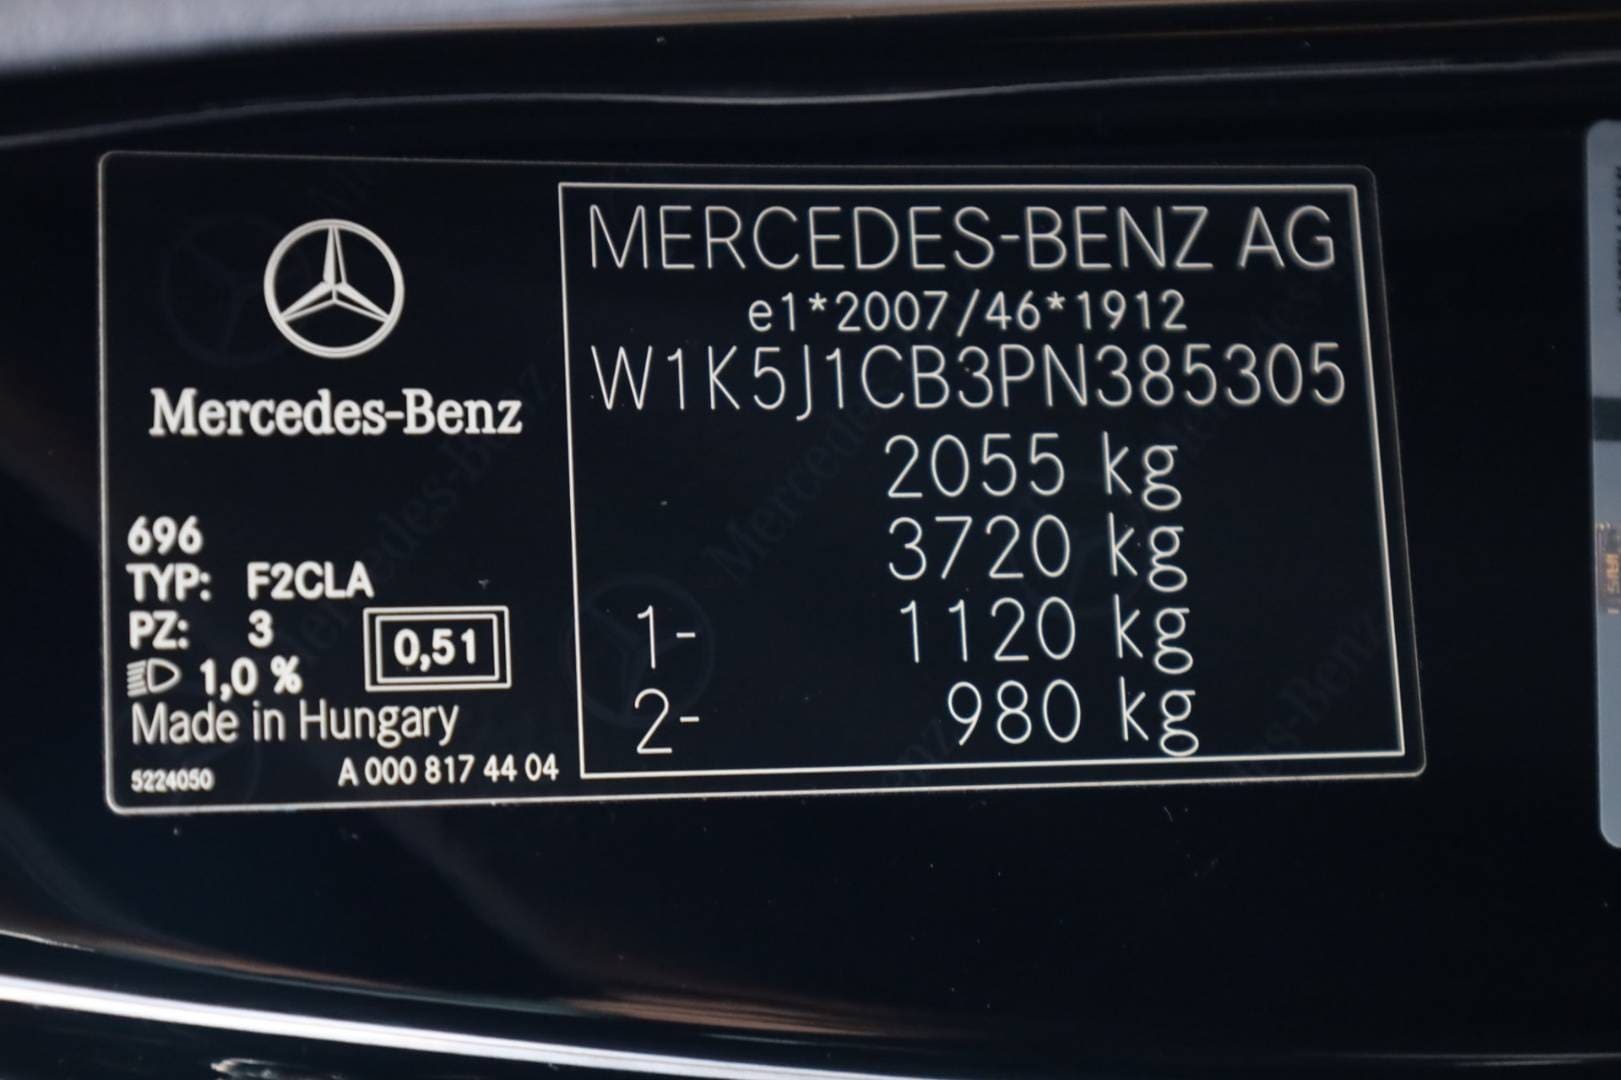 Mercedes-Benz
696
TYP: F2CLA
PZ: 3
1,0 %
0,51
Made in Hungary
5224050
A 000 817 44 04
MERCEDES-BENZ AG
e1*2007/46*1912
W1K5J1CB3PN385305
2055 kg
3720 kg
1- 1120 kg
2- 980 kg